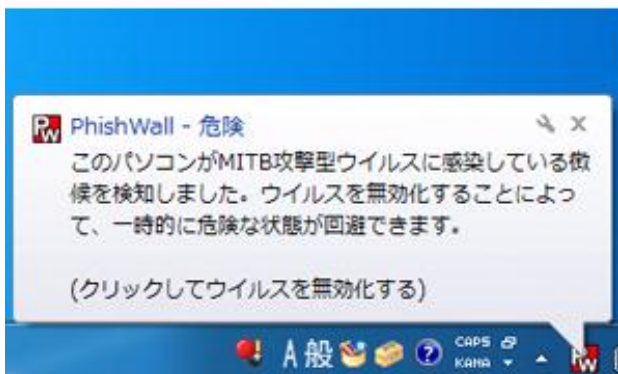 PhishWall - 危険
このパソコンがMITB攻撃型ウイルスに感染している徴
候を検知しました。ウイルスを無効化することによっ
て、一時的に危険な状態が回避できます。
(クリックしてウイルスを無効化する)
A 般 CAPS
KANA
PW